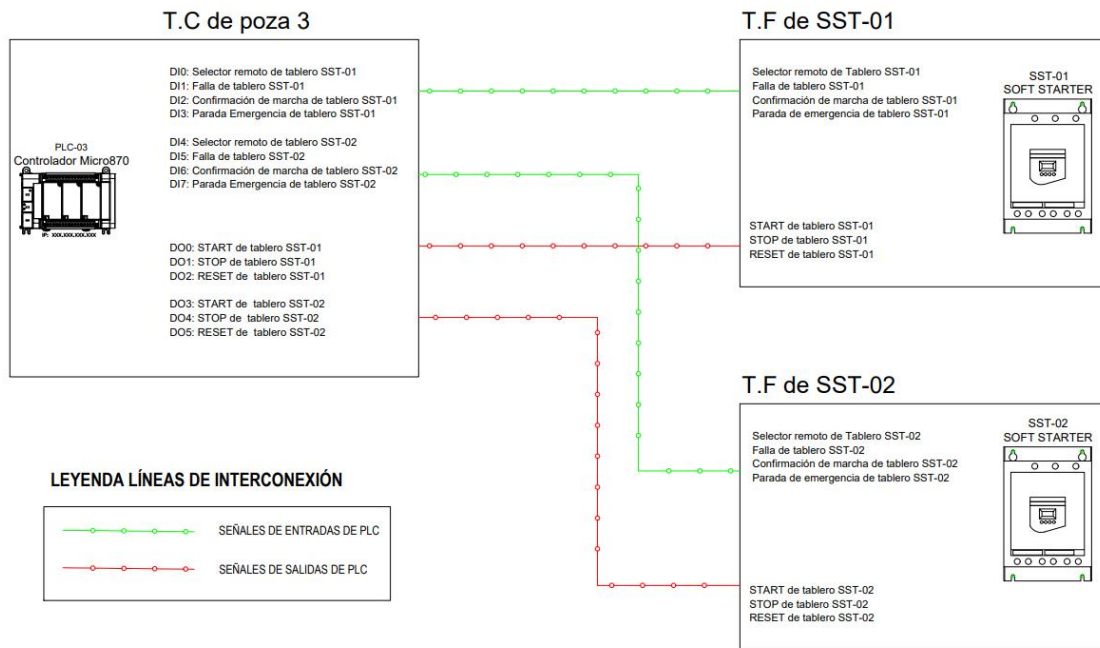 T.C de poza 3
PLC-03
Controlador Micro870
IP: XXX.XXX.XXX.XXX
DI0: Selector remoto de tablero SST-01
DI1: Falla de tablero SST-01
DI2: Confirmación de marcha de tablero SST-01
DI3: Parada Emergencia de tablero SST-01
DI4: Selector remoto de tablero SST-02
DI5: Falla de tablero SST-02
DI6: Confirmación de marcha de tablero SST-02
DI7: Parada Emergencia de tablero SST-02
DO0: START de tablero SST-01
DO1: STOP de tablero SST-01
DO2: RESET de tablero SST-01
DO3: START de tablero SST-02
DO4: STOP de tablero SST-02
DO5: RESET de tablero SST-02
T.F de SST-01
Selector remoto de Tablero SST-01
Falla de tablero SST-01
Confirmación de marcha de tablero SST-01
Parada de emergencia de tablero SST-01
SST-01
SOFT STARTER
START de tablero SST-01
STOP de tablero SST-01
RESET de tablero SST-01
T.F de SST-02
Selector remoto de Tablero SST-02
Falla de tablero SST-02
Confirmación de marcha de tablero SST-02
Parada de emergencia de tablero SST-02
SST-02
SOFT STARTER
START de tablero SST-02
STOP de tablero SST-02
RESET de tablero SST-02
LEYENDA LÍNEAS DE INTERCONEXIÓN
SEÑALES DE ENTRADAS DE PLC
SEÑALES DE SALIDAS DE PLC